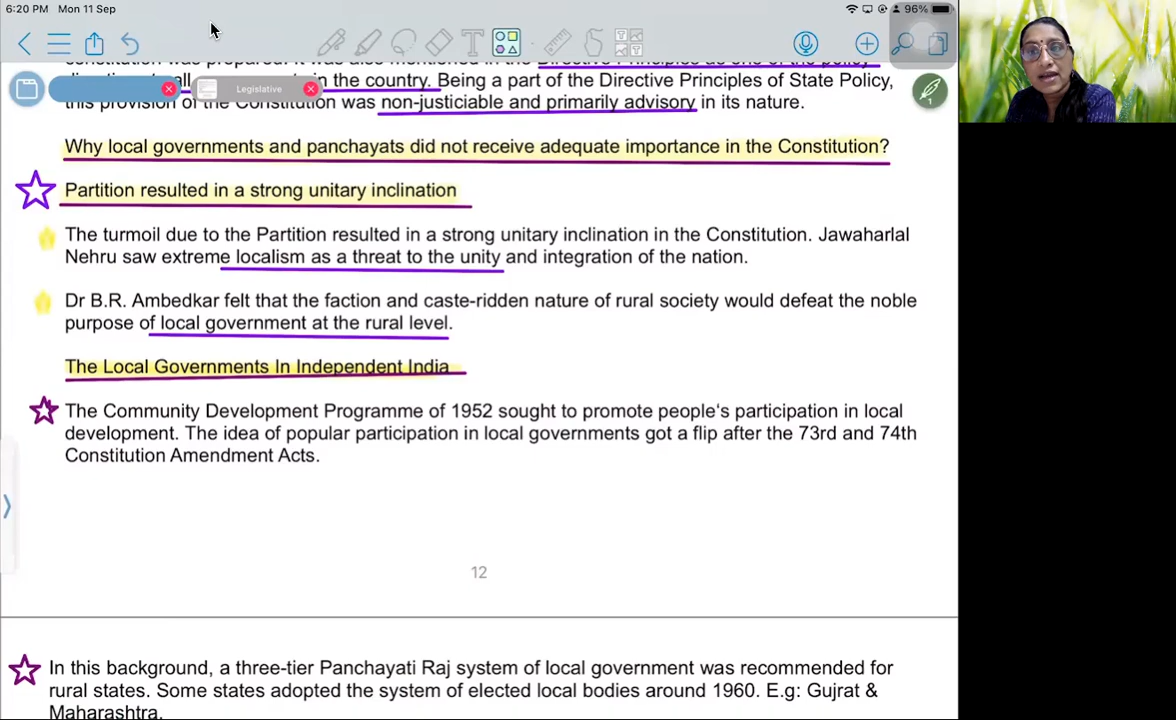 6:20 PM Mon 11 Sep
96%
Legislative
1
in the country. Being a part of the Directive Principles of State Policy,
this provision of the Constitution was non-justiciable and primarily advisory in its nature.
Why local governments and panchayats did not receive adequate importance in the Constitution?
Partition resulted in a strong unitary inclination
The turmoil due to the Partition resulted in a strong unitary inclination in the Constitution. Jawaharlal
Nehru saw extreme localism as a threat to the unity and integration of the nation.
Dr B.R. Ambedkar felt that the faction and caste-ridden nature of rural society would defeat the noble
purpose of local government at the rural level.
The Local Governments In Independent India
The Community Development Programme of 1952 sought to promote people's participation in local
development. The idea of popular participation in local governments got a flip after the 73rd and 74th
Constitution Amendment Acts.
12
In this background, a three-tier Panchayati Raj system of local government was recommended for
rural states. Some states adopted the system of elected local bodies around 1960. E.g: Gujrat &
Maharashtra.